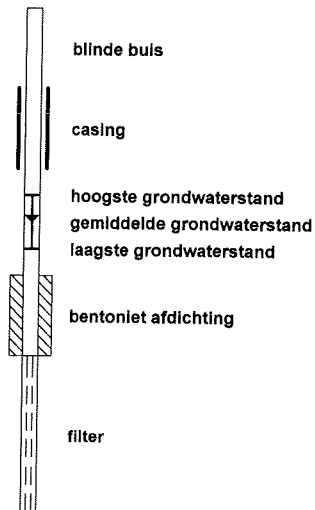 blinde buis
casing
hoogste grondwaterstand
gemiddelde grondwaterstand
laagste grondwaterstand
bentoniet afdichting
filter